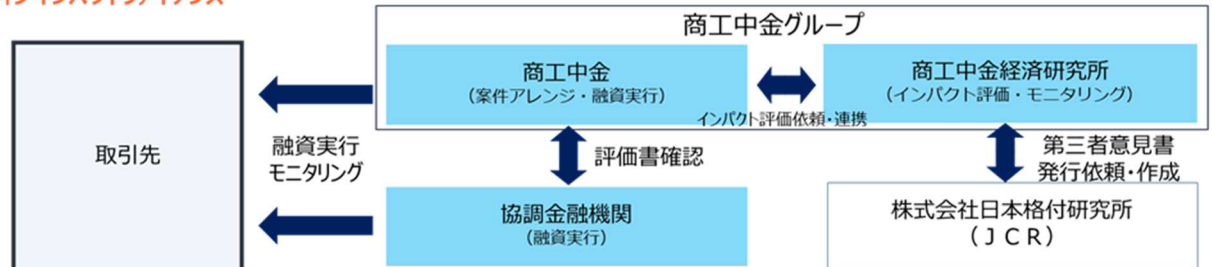 商工中金グループ
商工中金
(案件アレンジ・融資実行)
商工中金経済研究所
(インパクト評価・モニタリング)
インパクト評価依頼・連携
取引先
融資実行
モニタリング
評価書確認
第三者意見書
発行依頼・作成
協調金融機関
(融資実行)
株式会社日本格付研究所
(JCR)